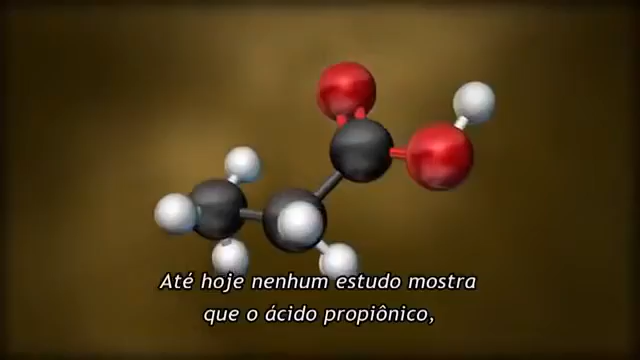 Até hoje nenhum estudo mostra
que o ácido propiônico,